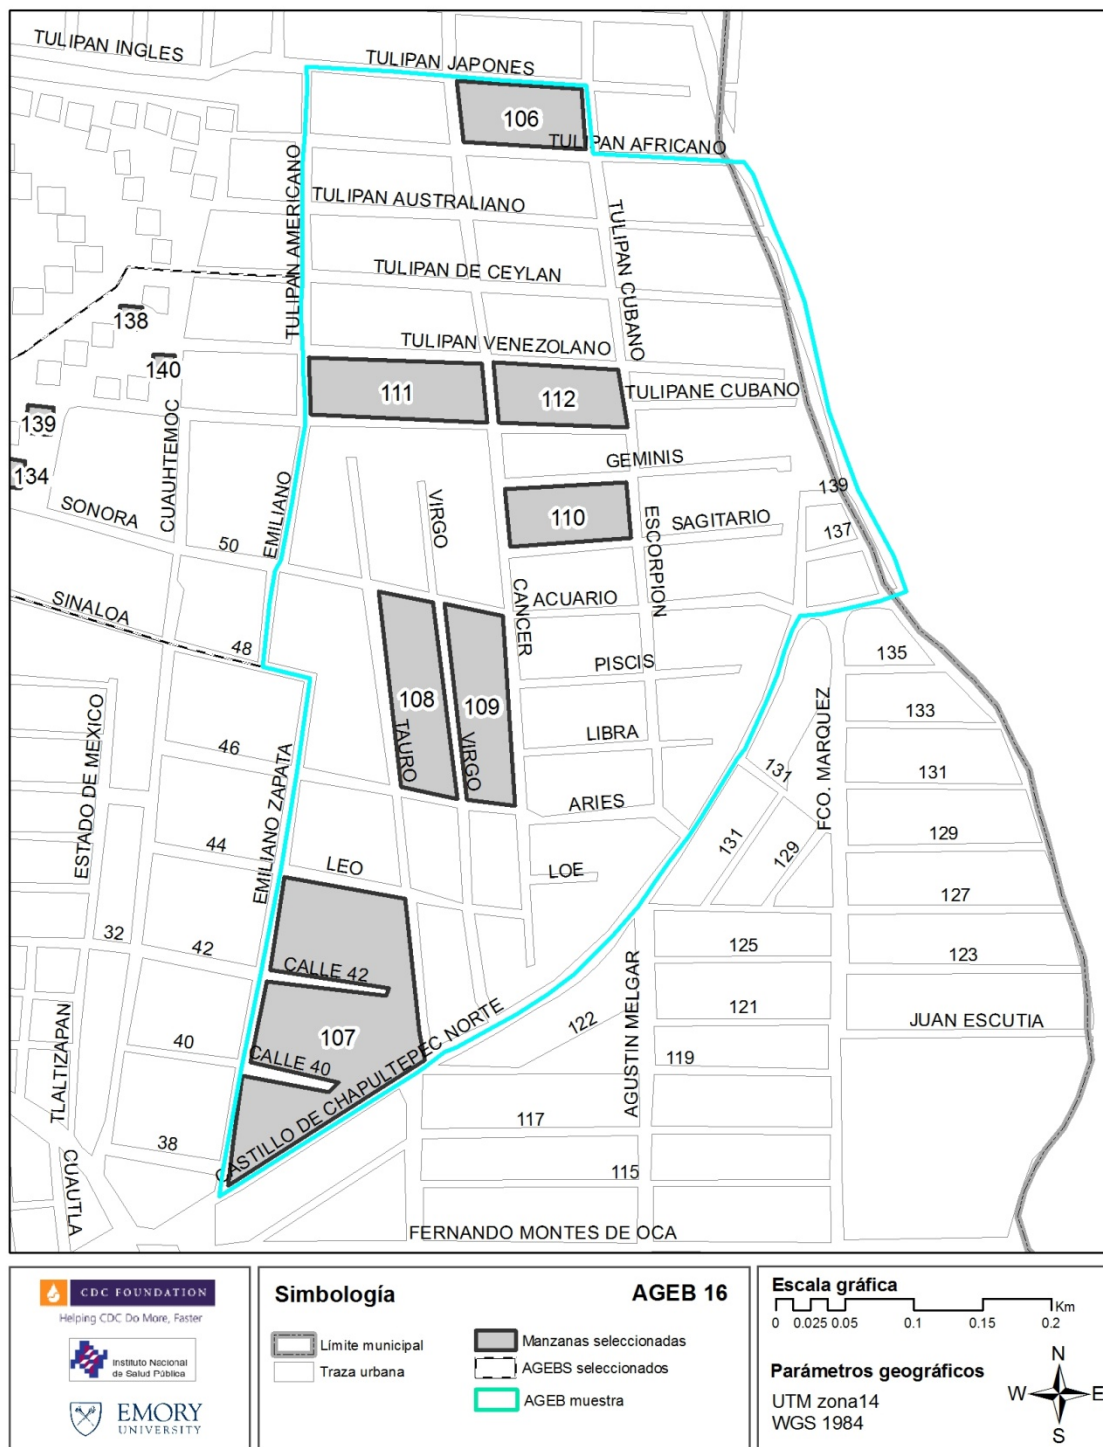 TULIPAN INGLES
TULIPAN JAPONES
106
TULIPAN AFRICANO
TULIPAN AMERICANO
TULIPAN AUSTRALIANO
TULIPAN CUBANO
TULIPAN DE CEYLAN
138
TULIPAN VENEZOLANO
140
111
112
TULIPANE CUBANO
139
CUAUHTEMOC
134
GEMINIS
SONORA
EMILIANO
VIRGO
110
ESCORPION
SAGITARIO
139
137
50
CANCER
ACUARIO
SINALOA
48
PISCIS
135
108
109
ESTADO DE MEXICO
46
TAURO
VIRGO
LIBRA
133
EMILIANO ZAPATA
131
FCO. MARQUEZ
131
ARIES
44
LEO
LOE
131
129
129
127
32
42
CALLE 42
125
123
TLALTIZAPAN
107
CASTILLO DE CHAPULTEPEC NORTE
122
AGUSTIN MELGAR
121
JUAN ESCUTIA
40
CALLE 40
119
117
38
115
CUAUTLA
FERNANDO MONTES DE OCA
CDC FOUNDATION
Helping CDC Do More, Faster
Instituto Nacional
de Salud Pública
EMORY
UNIVERSITY
Simbología
AGEB 16
Límite municipal
Traza urbana
Manzanas seleccionadas
AGEBS seleccionados
AGEB muestra
Escala gráfica
Km
0 0.025 0.05 0.1 0.15 0.2
Parámetros geográficos
UTM zona14
WGS 1984
N
W E
S